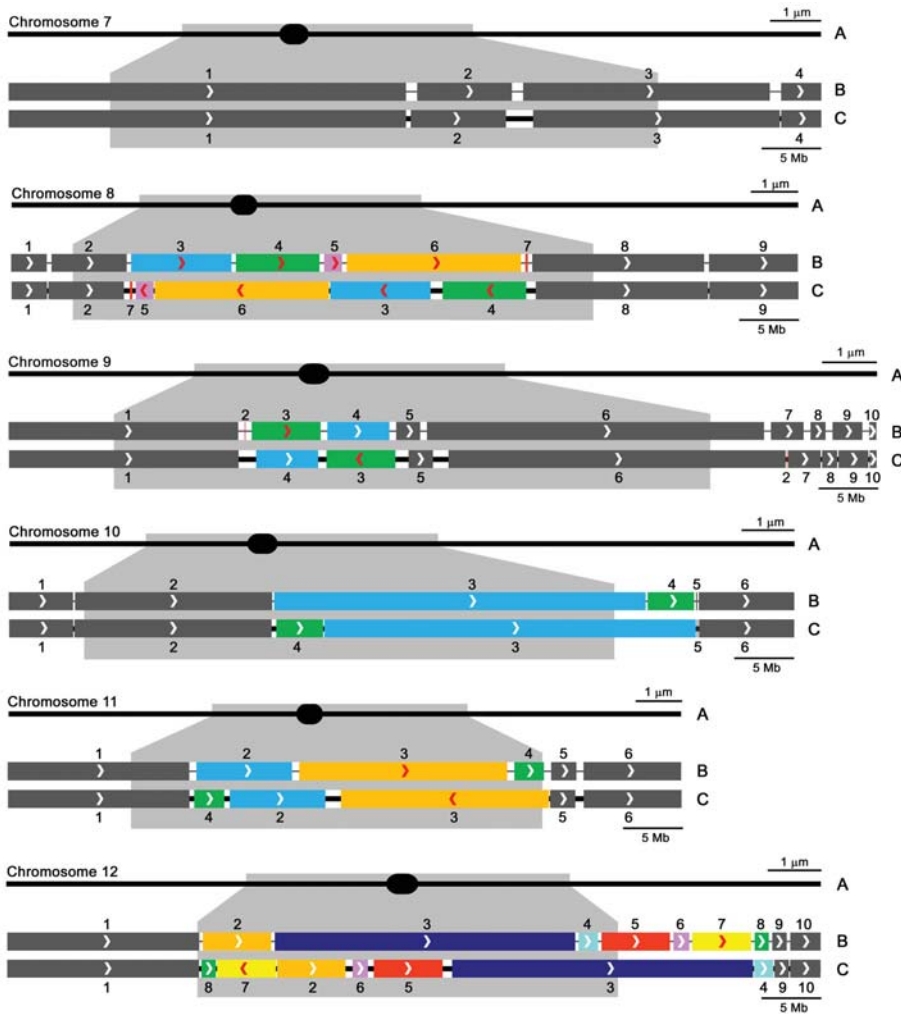 1 μm
Chromosome 7
A
1 2 3 4
B
C
1 2 3 4
5 Mb
1 μm
Chromosome 8
A
1 2 3 4 5 6 7 8 9
B
C
1 2 7 5 6 3 4 8 9
5 Mb
1 μm
Chromosome 9
A
1 2 3 4 5 6 7 8 9 10
B
C
1 4 3 5 6 2 7 8 9 10
5 Mb
1 μm
Chromosome 10
A
1 2 3 4 5 6
B
C
1 2 4 3 5 6
5 Mb
1 μm
Chromosome 11
A
1 2 3 4 5 6
B
C
1 4 2 3 5 6
5 Mb
1 μm
Chromosome 12
A
1 2 3 4 5 6 7 8 9 10
B
C
1 8 7 2 6 5 3 4 9 10
5 Mb